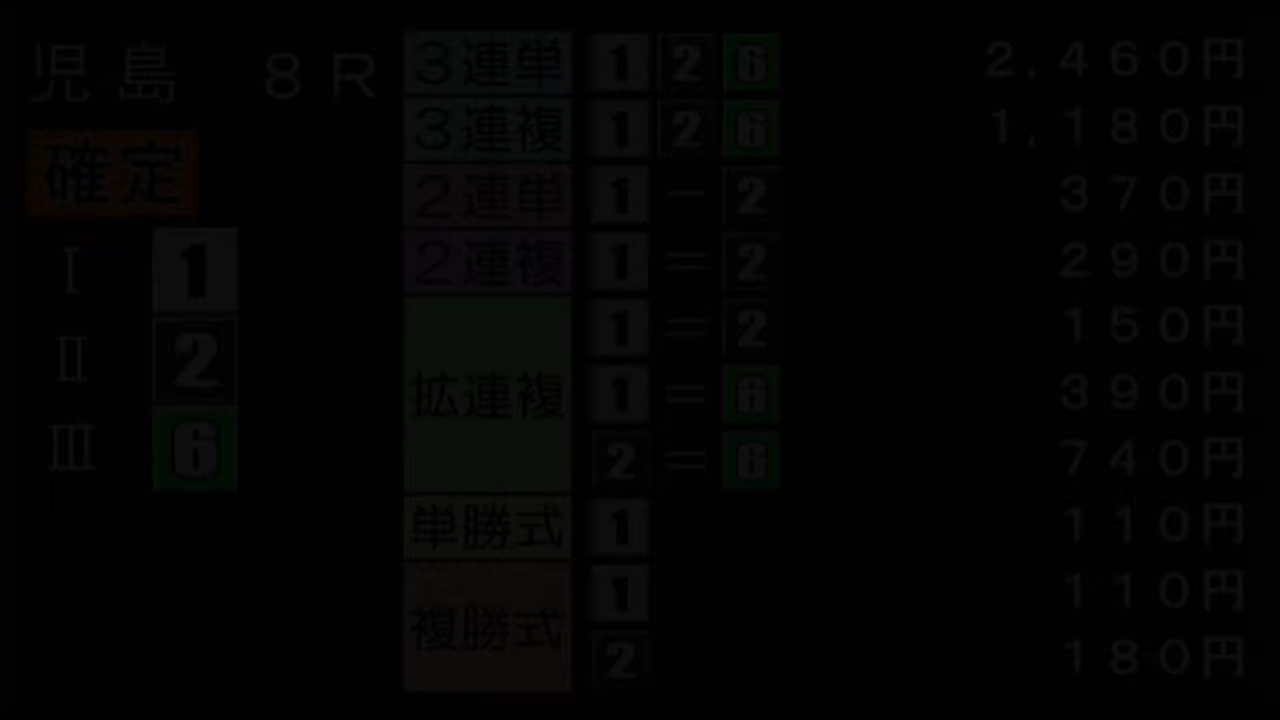 児島 8R
確定
Ⅰ 1
Ⅱ 2
Ⅲ 6
3連単 1 2 6 2,460円
3連複 1 2 6 1,180円
2連単 1 - 2 370円
2連複 1 = 2 290円
拡連複 1 = 2 150円
1 = 6 390円
2 = 6 740円
単勝式 1 110円
複勝式 1 110円
2 180円